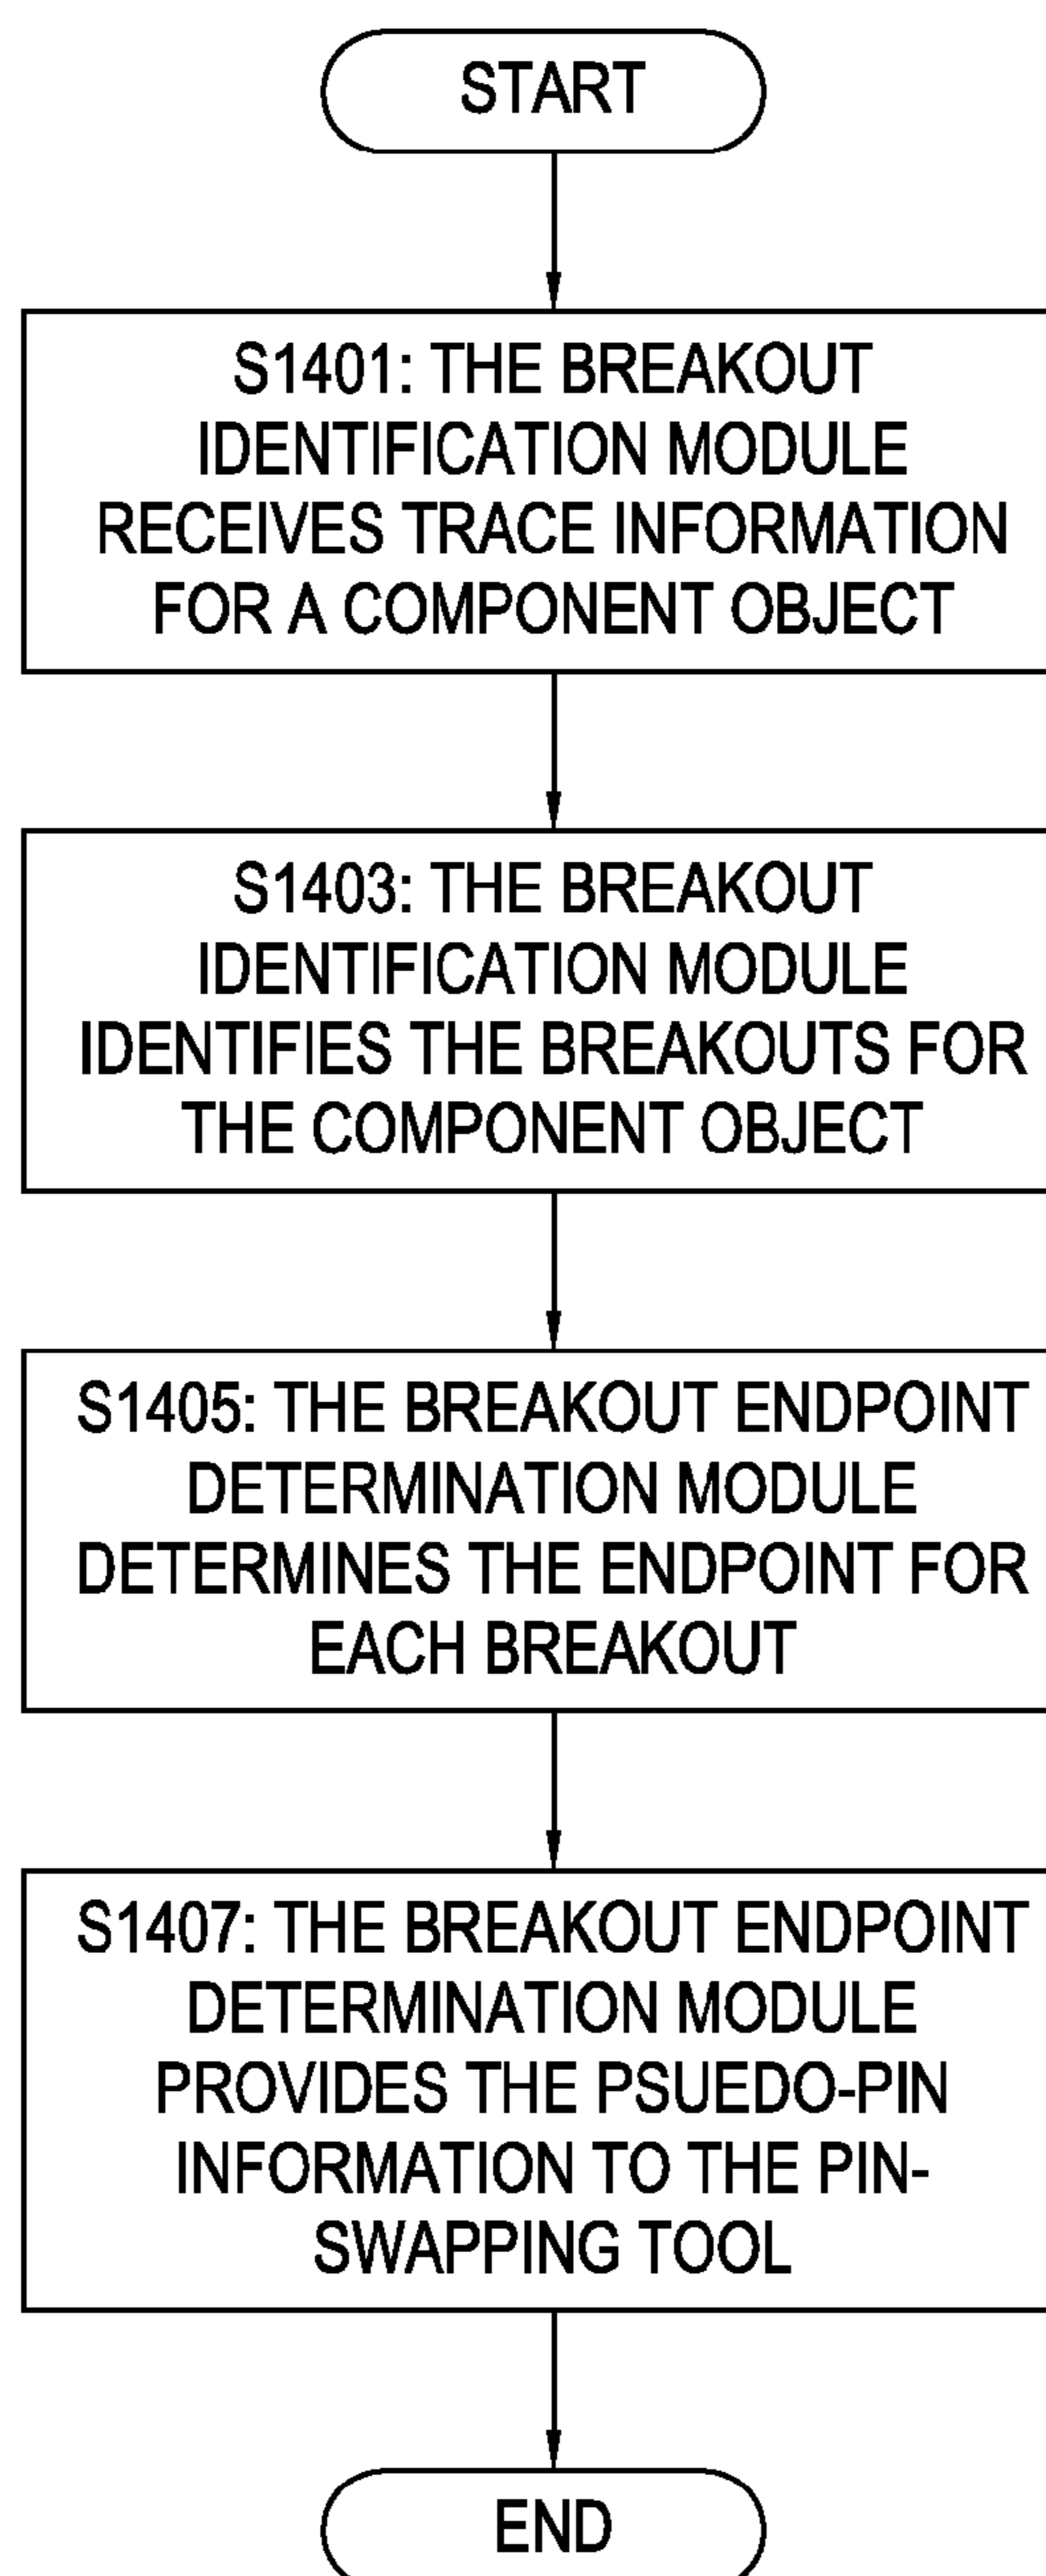 START
S1401: THE BREAKOUT
IDENTIFICATION MODULE
RECEIVES TRACE INFORMATION
FOR A COMPONENT OBJECT
S1403: THE BREAKOUT
IDENTIFICATION MODULE
IDENTIFIES THE BREAKOUTS FOR
THE COMPONENT OBJECT
S1405: THE BREAKOUT ENDPOINT
DETERMINATION MODULE
DETERMINES THE ENDPOINT FOR
EACH BREAKOUT
S1407: THE BREAKOUT ENDPOINT
DETERMINATION MODULE
PROVIDES THE PSUEDO-PIN
INFORMATION TO THE PIN-
SWAPPING TOOL
END